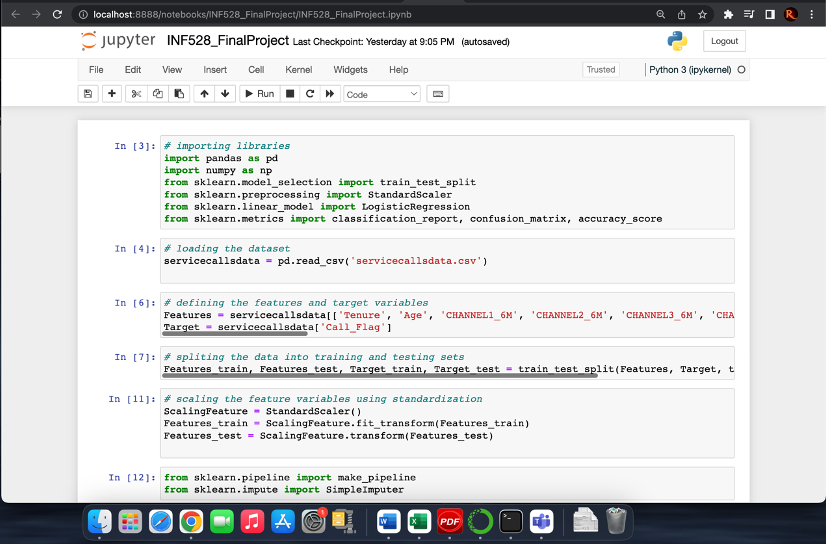 localhost:8888/notebooks/INF528_FinalProject/INF528_FinalProject.ipynb
R
jupyter INF528_FinalProject Last Checkpoint: Yesterday at 9:05 PM (autosaved)
Logout
File Edit View Insert Cell Kernel Widgets Help
Trusted
Python 3 (ipykernel)
Run
Code
In [3]: # importing libraries
import pandas as pd
import numpy as np
from sklearn.model_selection import train_test_split
from sklearn.preprocessing import StandardScaler
from sklearn.linear_model import LogisticRegression
from sklearn.metrics import classification_report, confusion_matrix, accuracy_score
In [4]: # loading the dataset
servicecallsdata = pd.read_csv('servicecallsdata.csv')
In [6]: # defining the features and target variables
Features = servicecallsdata[['Tenure', 'Age', 'CHANNEL1_6M', 'CHANNEL2_6M', 'CHANNEL3_6M', 'CHA
Target = servicecallsdata['Call_Flag']
In [7]: # spliting the data into training and testing sets
Features_train, Features_test, Target_train, Target_test = train_test_split(Features, Target, t
In [11]: # scaling the feature variables using standardization
ScalingFeature = StandardScaler()
Features_train = ScalingFeature.fit_transform(Features_train)
Features_test = ScalingFeature.transform(Features_test)
In [12]: from sklearn.pipeline import make_pipeline
from sklearn.impute import SimpleImputer
1
W
X
PDF